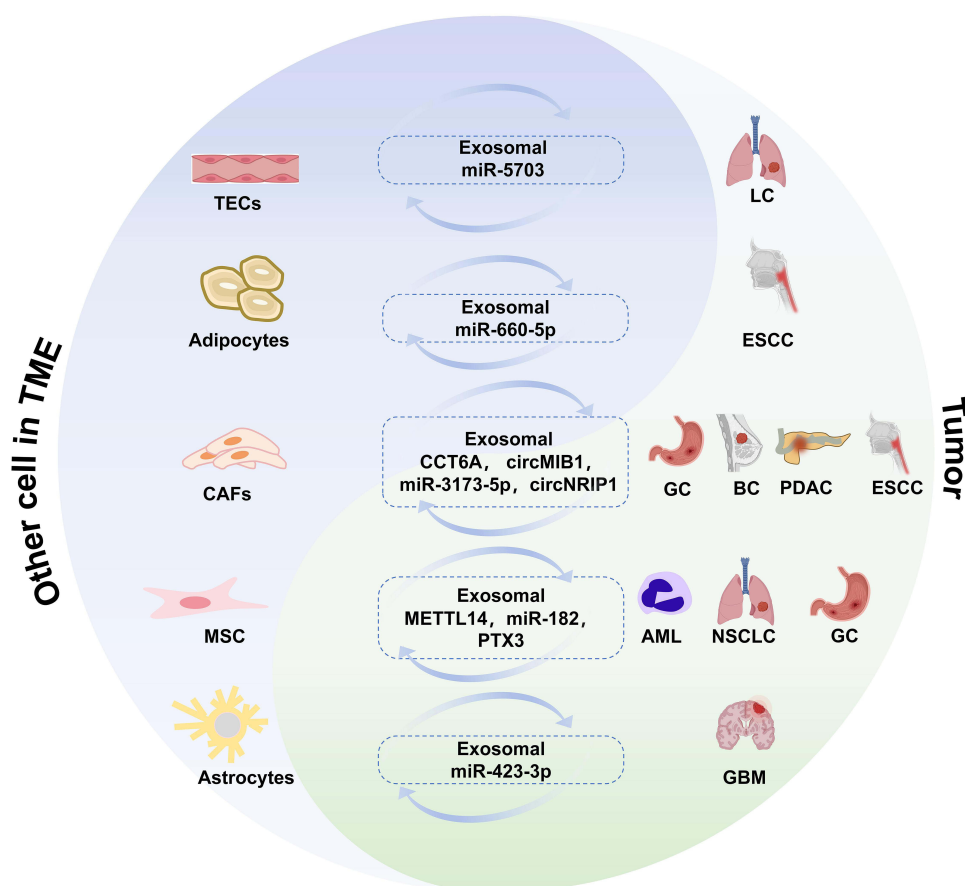 Other cell in TME
Tumor
Exosomal
miR-5703
TECs
LC
Exosomal
miR-660-5p
Adipocytes
ESCC
Exosomal
CCT6A, circMIB1,
miR-3173-5p, circNRIP1
CAFs
GC
BC
PDAC
ESCC
Exosomal
METTL14, miR-182,
PTX3
MSC
AML
NSCLC
GC
Exosomal
miR-423-3p
Astrocytes
GBM